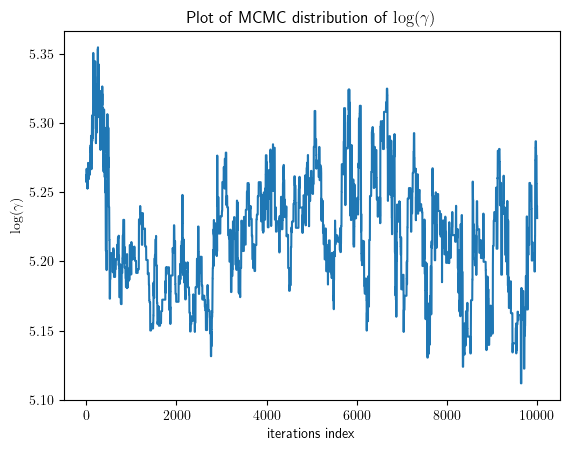 Plot of MCMC distribution of log(γ)
5.35
5.30
5.25
5.20
5.15
5.10
log(γ)
0 2000 4000 6000 8000 10000
iterations index